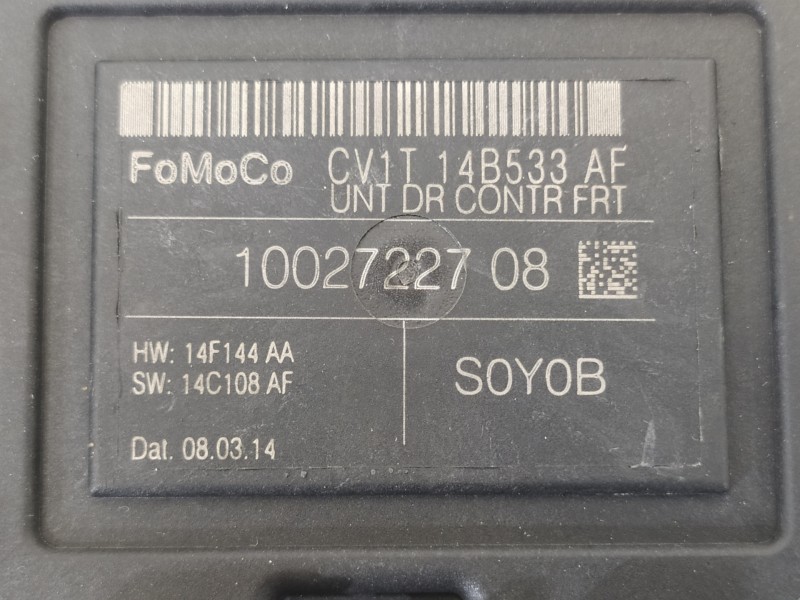 FoMoCo CV1T 14B533 AF
UNT DR CONTR FRT
10027227 08
HW: 14F144 AA
SW: 14C108 AF
S0Y0B
Dat. 08.03.14